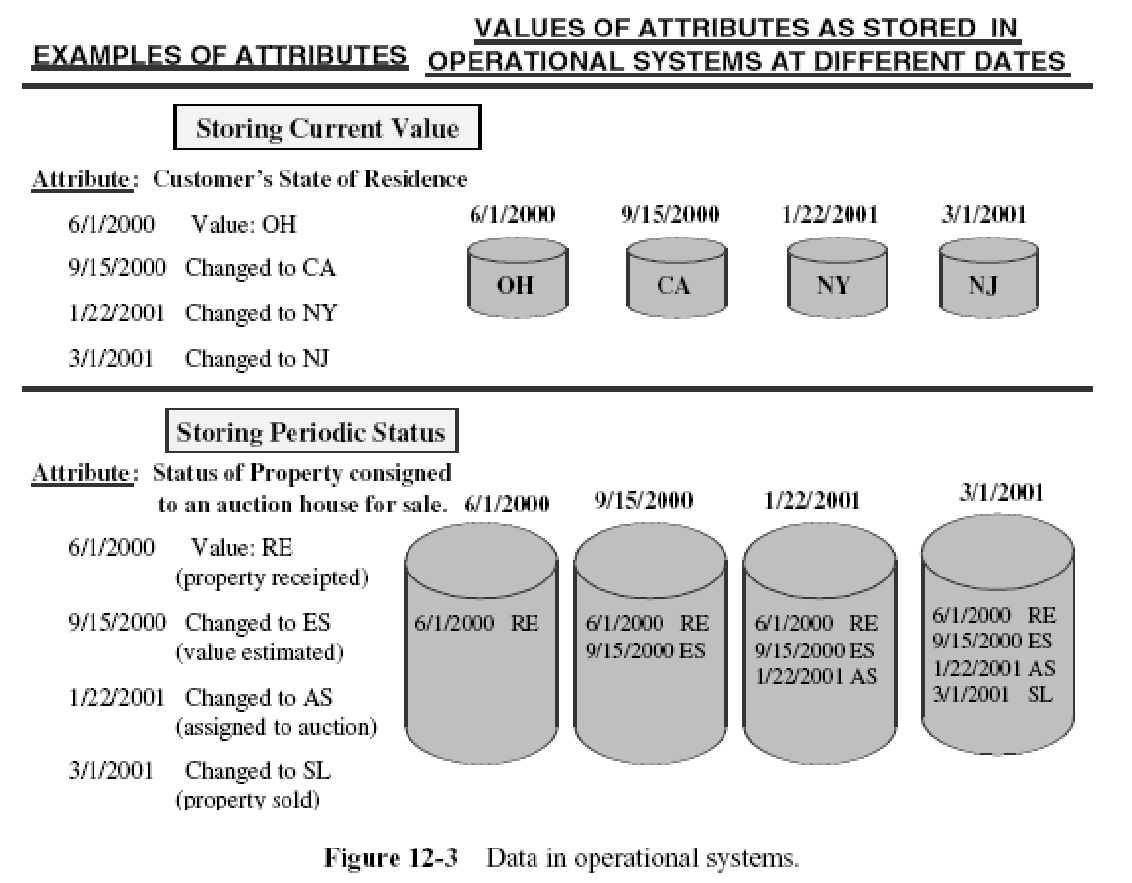 EXAMPLES OF ATTRIBUTES
VALUES OF ATTRIBUTES AS STORED IN
OPERATIONAL SYSTEMS AT DIFFERENT DATES
Storing Current Value
Attribute: Customer's State of Residence
6/1/2000 Value: OH
9/15/2000 Changed to CA
1/22/2001 Changed to NY
3/1/2001 Changed to NJ
6/1/2000 9/15/2000 1/22/2001 3/1/2001
OH CA NY NJ
Storing Periodic Status
Attribute: Status of Property consigned
to an auction house for sale.
6/1/2000 Value: RE
(property receipted)
9/15/2000 Changed to ES
(value estimated)
1/22/2001 Changed to AS
(assigned to auction)
3/1/2001 Changed to SL
(property sold)
6/1/2000
6/1/2000 RE
9/15/2000
6/1/2000 RE
9/15/2000 ES
1/22/2001
6/1/2000 RE
9/15/2000 ES
1/22/2001 AS
3/1/2001
6/1/2000 RE
9/15/2000 ES
1/22/2001 AS
3/1/2001 SL
Figure 12-3 Data in operational systems.